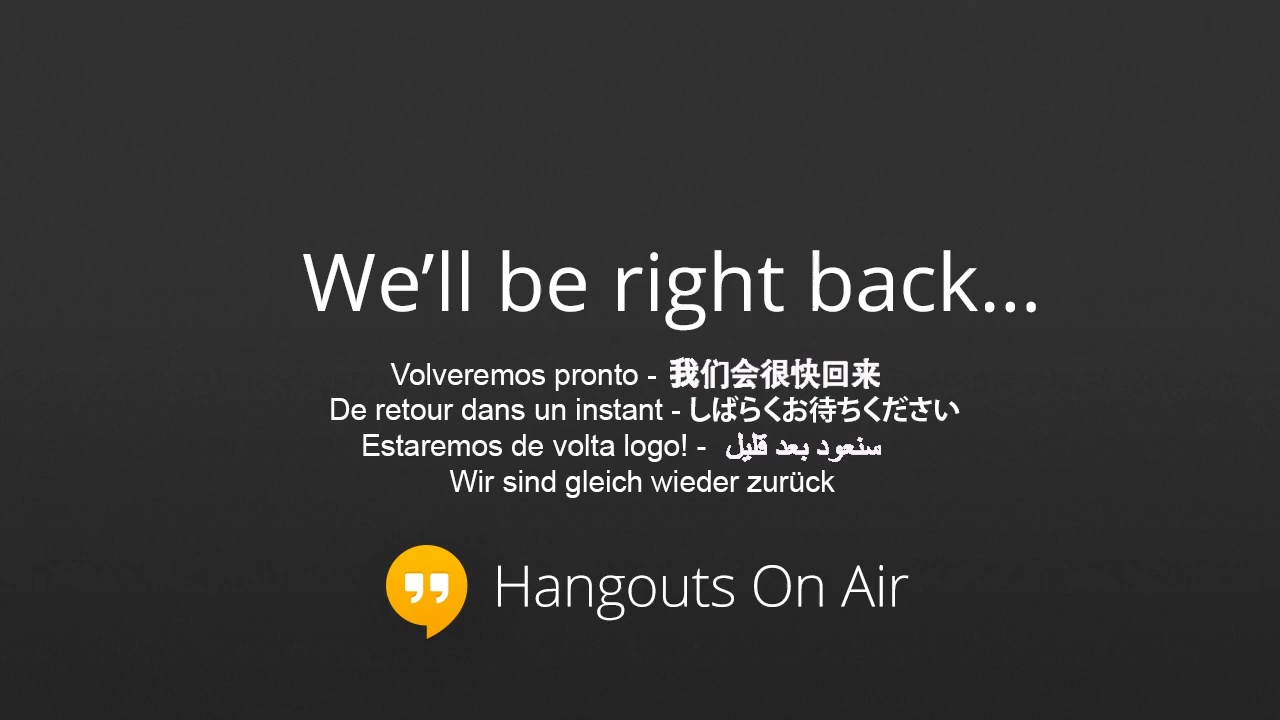 We’ll be right back...
Volveremos pronto - 我们会很快回来
De retour dans un instant - しばらくお待ちください
Estaremos de volta logo! - سنعود بعد قليل
Wir sind gleich wieder zurück
Hangouts On Air